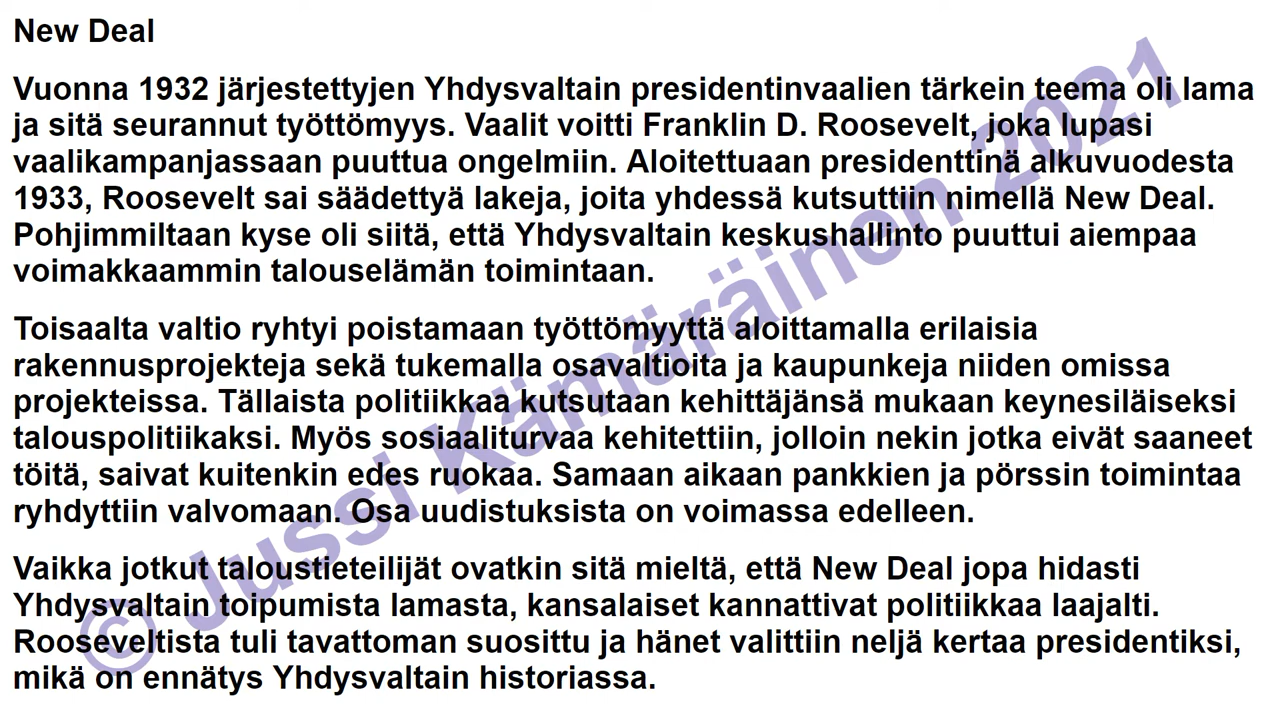 New Deal
Vuonna 1932 järjestettyjen Yhdysvaltain presidentinvaalien tärkein teema oli lama
ja sitä seurannut työttömyys. Vaalit voitti Franklin D. Roosevelt, joka lupasi
vaalikampanjassaan puuttua ongelmiin. Aloitettuaan presidenttinä alkuvuodesta
1933, Roosevelt sai säädettyä lakeja, joita yhdessä kutsuttiin nimellä New Deal.
Pohjimmiltaan kyse oli siitä, että Yhdysvaltain keskushallinto puuttui aiempaa
voimakkaammin talouselämän toimintaan.
Toisaalta valtio ryhtyi poistamaan työttömyyttä aloittamalla erilaisia
rakennusprojekteja sekä tukemalla osavaltioita ja kaupunkeja niiden omissa
projekteissa. Tällaista politiikkaa kutsutaan kehittäjänsä mukaan keynesiläiseksi
talouspolitiikaksi. Myös sosiaaliturvaa kehitettiin, jolloin nekin jotka eivät saaneet
töitä, saivat kuitenkin edes ruokaa. Samaan aikaan pankkien ja pörssin toimintaa
ryhdyttiin valvomaan. Osa uudistuksista on voimassa edelleen.
Vaikka jotkut taloustieteilijät ovatkin sitä mieltä, että New Deal jopa hidasti
Yhdysvaltain toipumista lamasta, kansalaiset kannattivat politiikkaa laajalti.
Rooseveltista tuli tavattoman suosittu ja hänet valittiin neljä kertaa presidentiksi,
mikä on ennätys Yhdysvaltain historiassa.
© Jussi Kämäräinen 2021